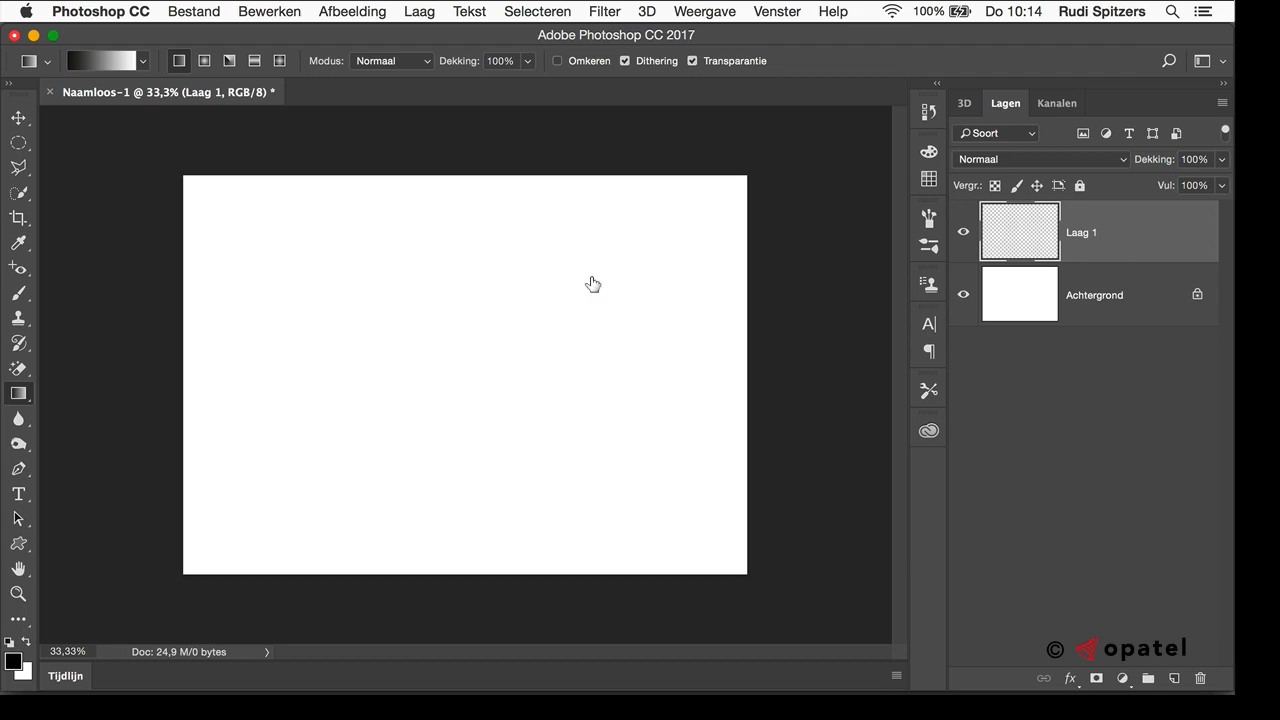 Photoshop CC Bestand Bewerken Afbeelding Laag Tekst Selecteren Filter 3D Weergave Venster Help 100% Do 10:14 Rudi Spitzers
Adobe Photoshop CC 2017
Modus: Normaal Dekking: 100% Omkeren Dithering Transparantie
Naamloos-1 @ 33,3% (Laag 1, RGB/8) *
3D Lagen Kanalen
Soort
Normaal Dekking: 100%
Vergr.: Vul: 100%
Laag 1
Achtergrond
33,33% Doc: 24,9 M/0 bytes
Tijdlijn
© opatel
fx